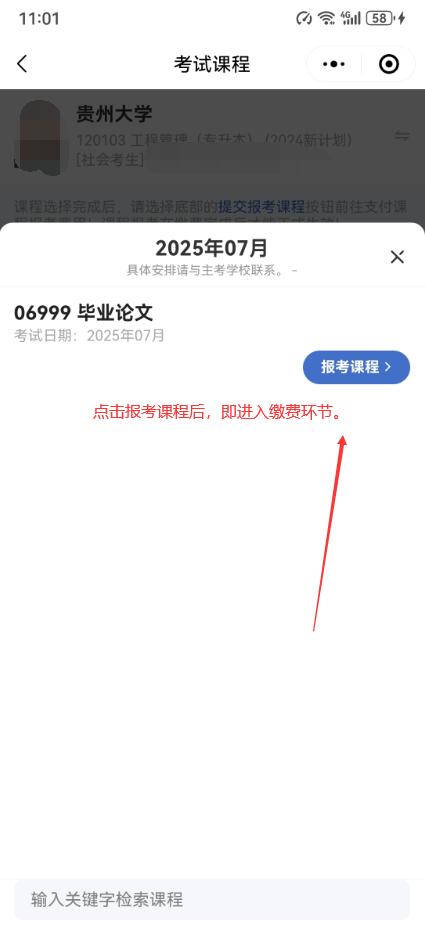 11:01
4G
58
考试课程
贵州大学
120103 工程管理（专升本）(2024新计划)
[社会考生]
课程选择完成后，请选择底部的提交报考课程按钮前往支付课
2025年07月
具体安排请与主考学校联系。 -
06999 毕业论文
考试日期：2025年07月
报考课程
点击报考课程后，即进入缴费环节。
输入关键字检索课程